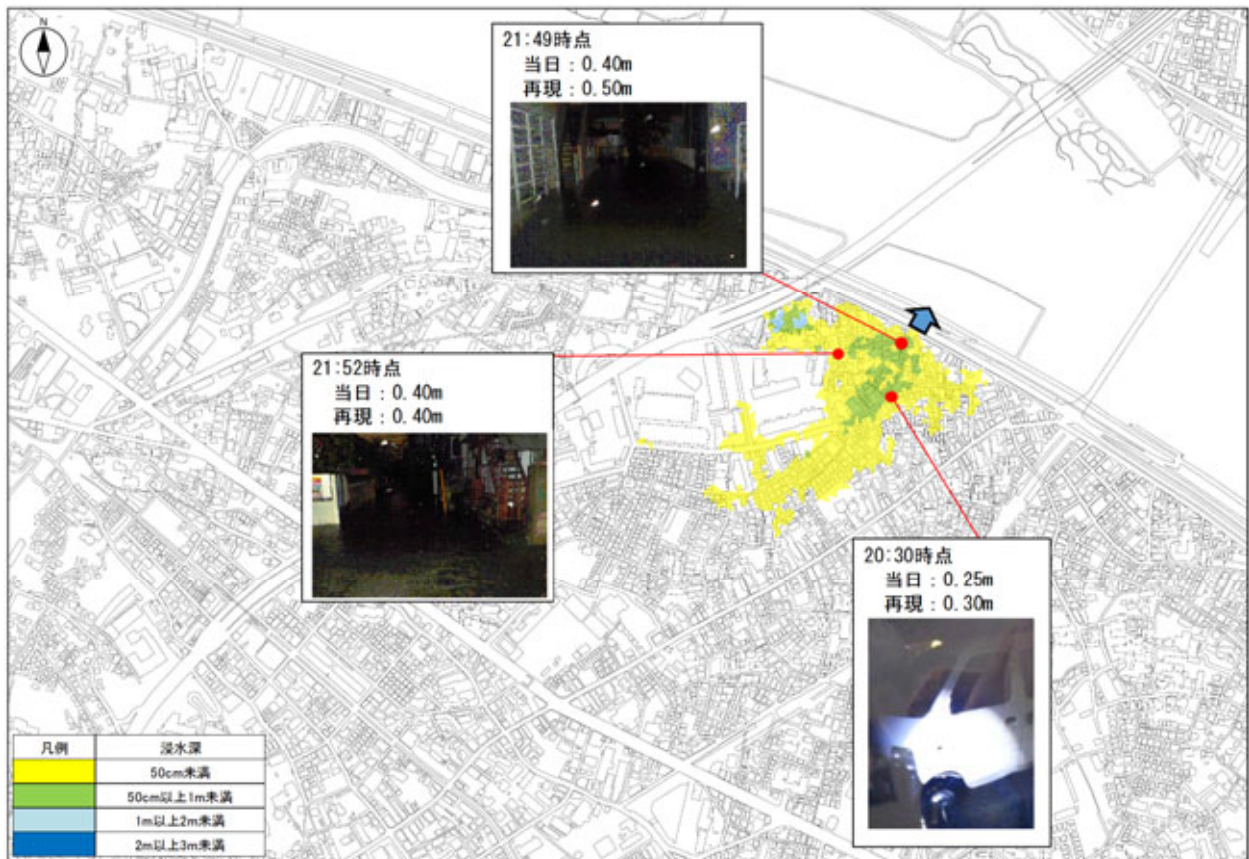 N
21:49時点
当日：0.40m
再現：0.50m
21:52時点
当日：0.40m
再現：0.40m
20:30時点
当日：0.25m
再現：0.30m
凡例 浸水深
50cm未満
50cm以上1m未満
1m以上2m未満
2m以上3m未満